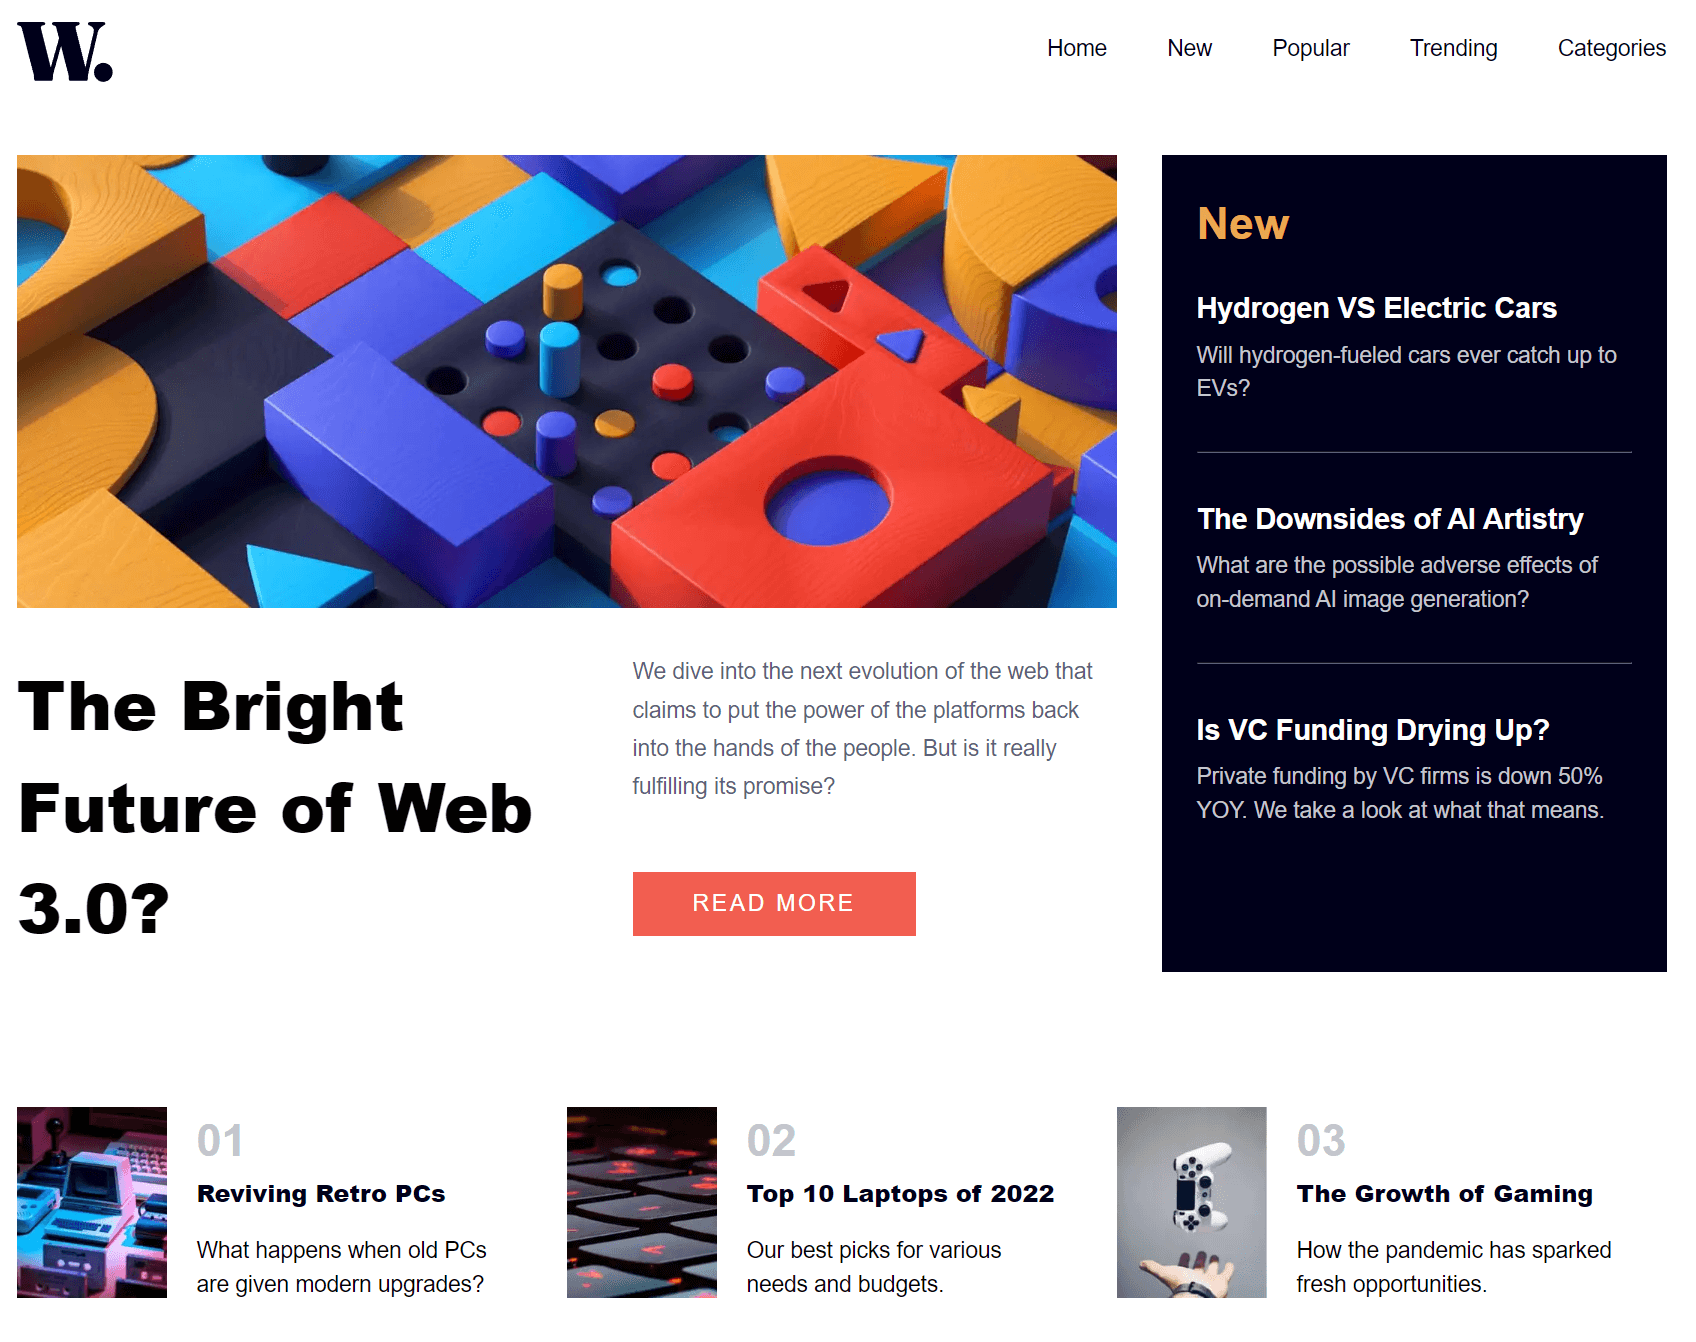 W.
Home New Popular Trending Categories
New
Hydrogen VS Electric Cars
Will hydrogen-fueled cars ever catch up to
EVs?
The Downsides of AI Artistry
What are the possible adverse effects of
on-demand AI image generation?
Is VC Funding Drying Up?
Private funding by VC firms is down 50%
YOY. We take a look at what that means.
The Bright
Future of Web
3.0?
We dive into the next evolution of the web that
claims to put the power of the platforms back
into the hands of the people. But is it really
fulfilling its promise?
READ MORE
01
Reviving Retro PCs
What happens when old PCs
are given modern upgrades?
02
Top 10 Laptops of 2022
Our best picks for various
needs and budgets.
03
The Growth of Gaming
How the pandemic has sparked
fresh opportunities.